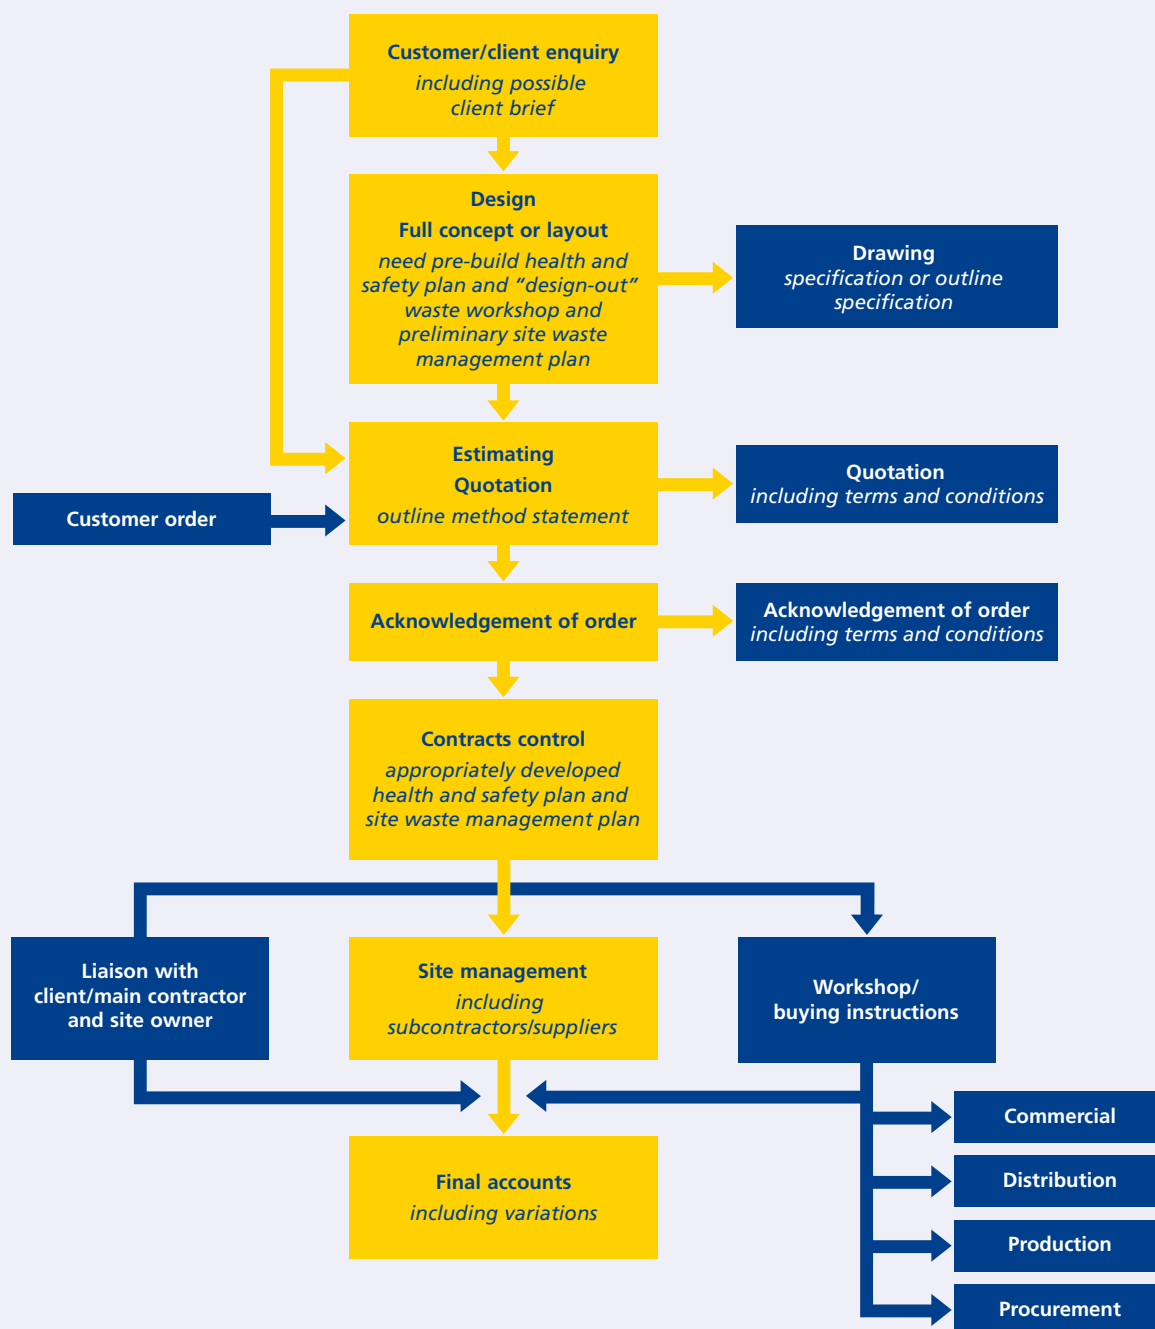 Customer/client enquiry
including possible
client brief
Design
Full concept or layout
need pre-build health and
safety plan and “design-out”
waste workshop and
preliminary site waste
management plan
Drawing
specification or outline
specification
Estimating
Quotation
outline method statement
Quotation
including terms and conditions
Customer order
Acknowledgement of order
Acknowledgement of order
including terms and conditions
Contracts control
appropriately developed
health and safety plan and
site waste management plan
Liaison with
client/main contractor
and site owner
Site management
including
subcontractors/suppliers
Workshop/
buying instructions
Commercial
Distribution
Production
Procurement
Final accounts
including variations